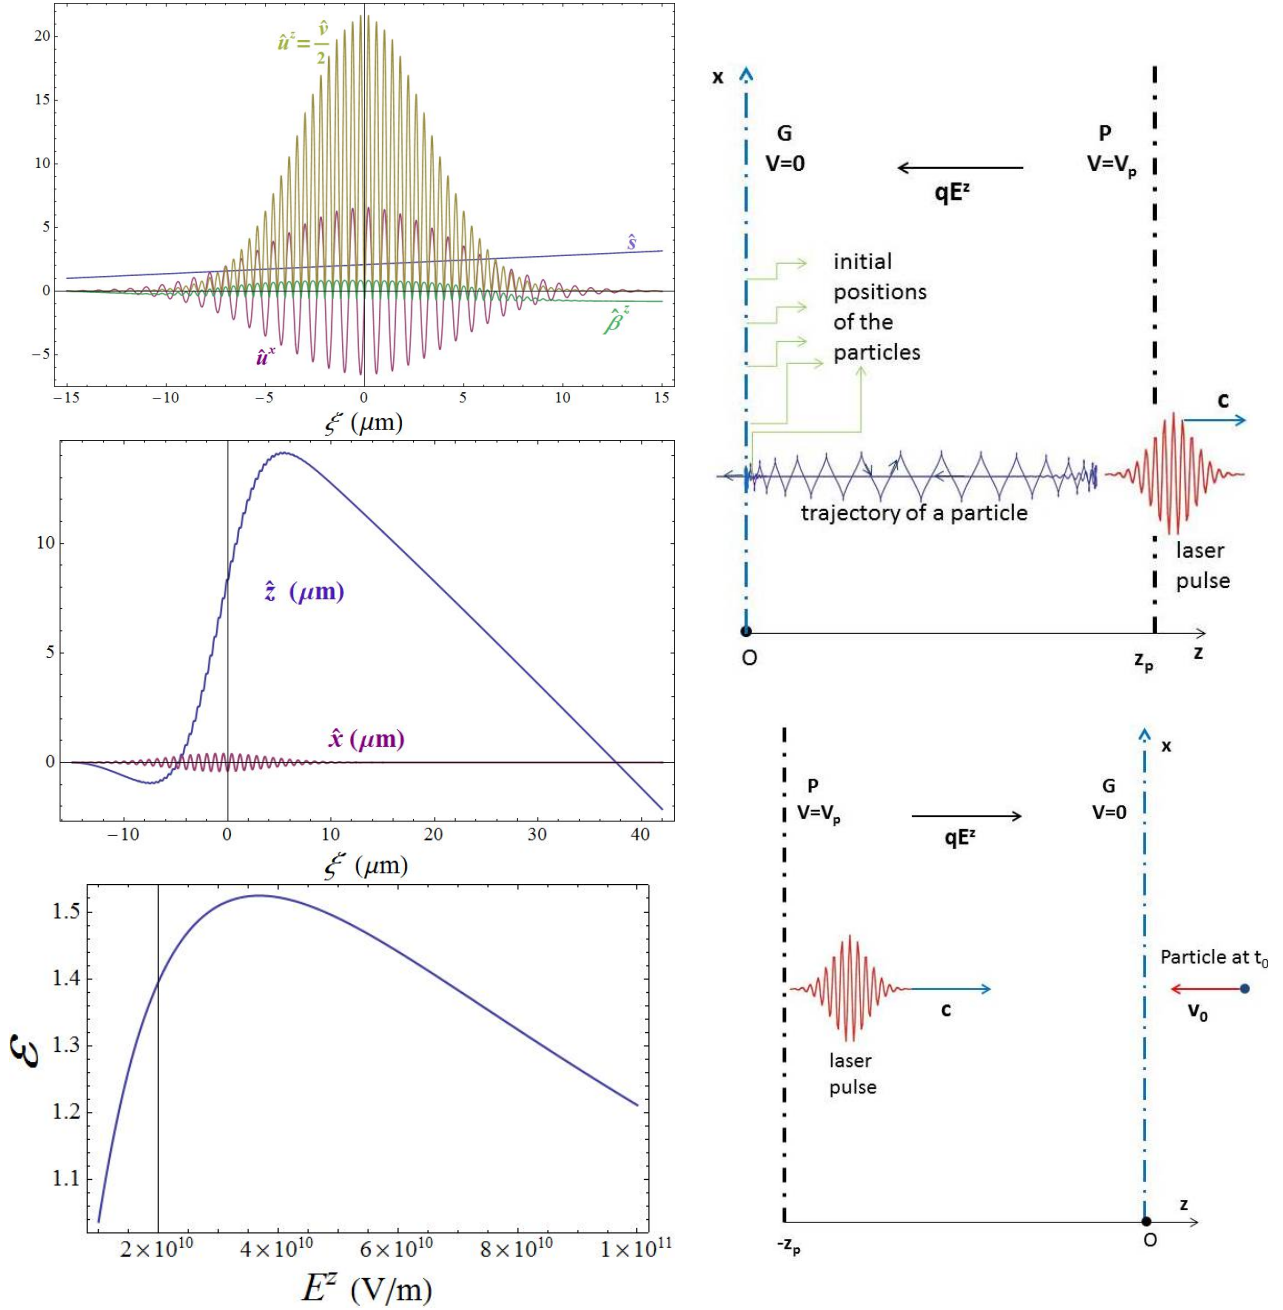 20
15
10
5
0
−5
û^z = v̂/2
ŝ
β̂^z
û^x
−15 −10 −5 0 5 10 15
ξ (μm)
10
5
0
ẑ (μm)
x̂ (μm)
−10 0 10 20 30 40
ξ (μm)
1.5
1.4
1.3
1.2
1.1
ℰ
2×10^10 4×10^10 6×10^10 8×10^10 1×10^11
E^z (V/m)
x
G
V=0
P
V=V_p
qE^z
initial
positions
of the
particles
c
trajectory of a particle
laser
pulse
O
z_p
z
x
P
V=V_p
G
V=0
qE^z
Particle at t_0
c
v_0
laser
pulse
z
-z_p
O